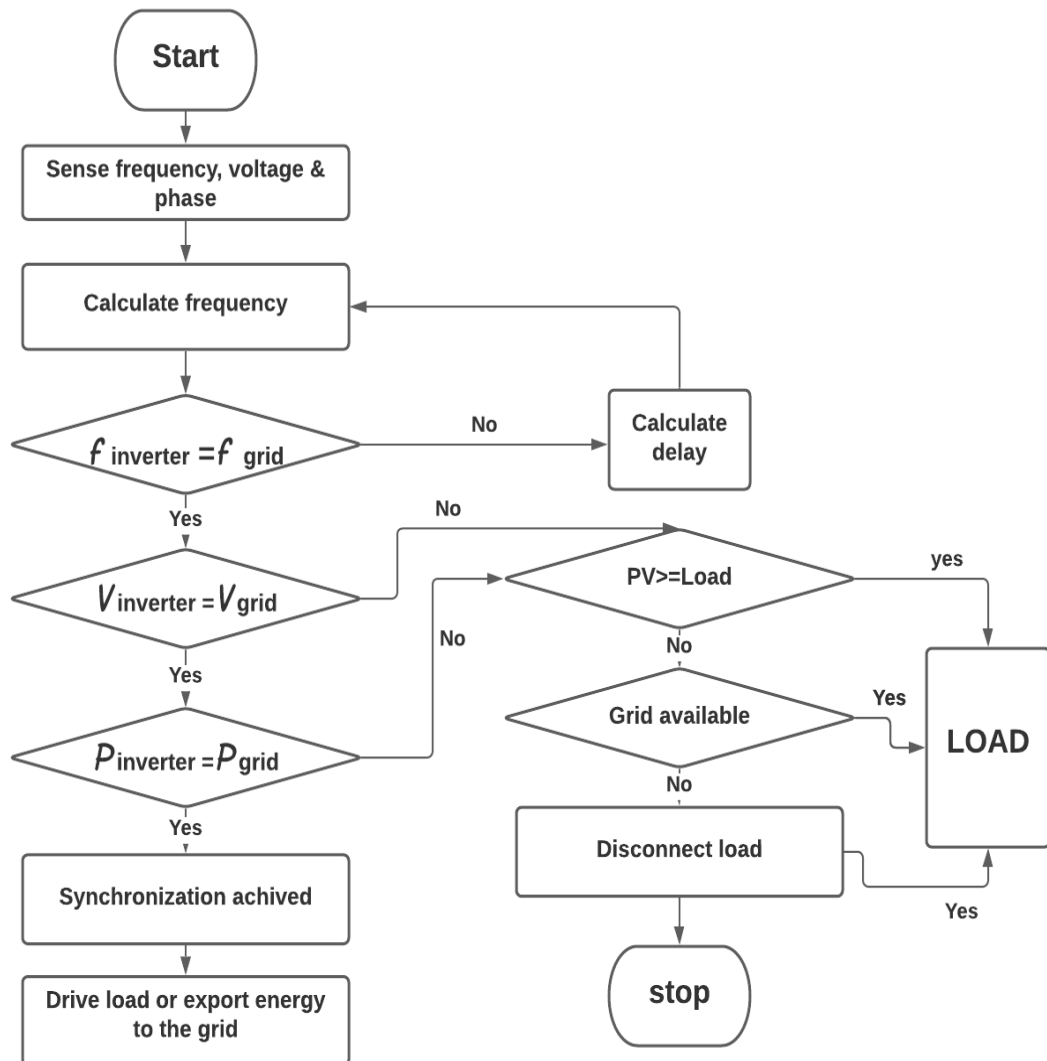 Start
Sense frequency, voltage &
phase
Calculate frequency
f inverter =f grid
No
Calculate
delay
Yes
No
V inverter =V grid
PV>=Load
yes
No
No
Yes
Grid available
Yes
LOAD
P inverter =P grid
No
Yes
Disconnect load
Synchronization achived
Yes
Drive load or export energy
to the grid
stop